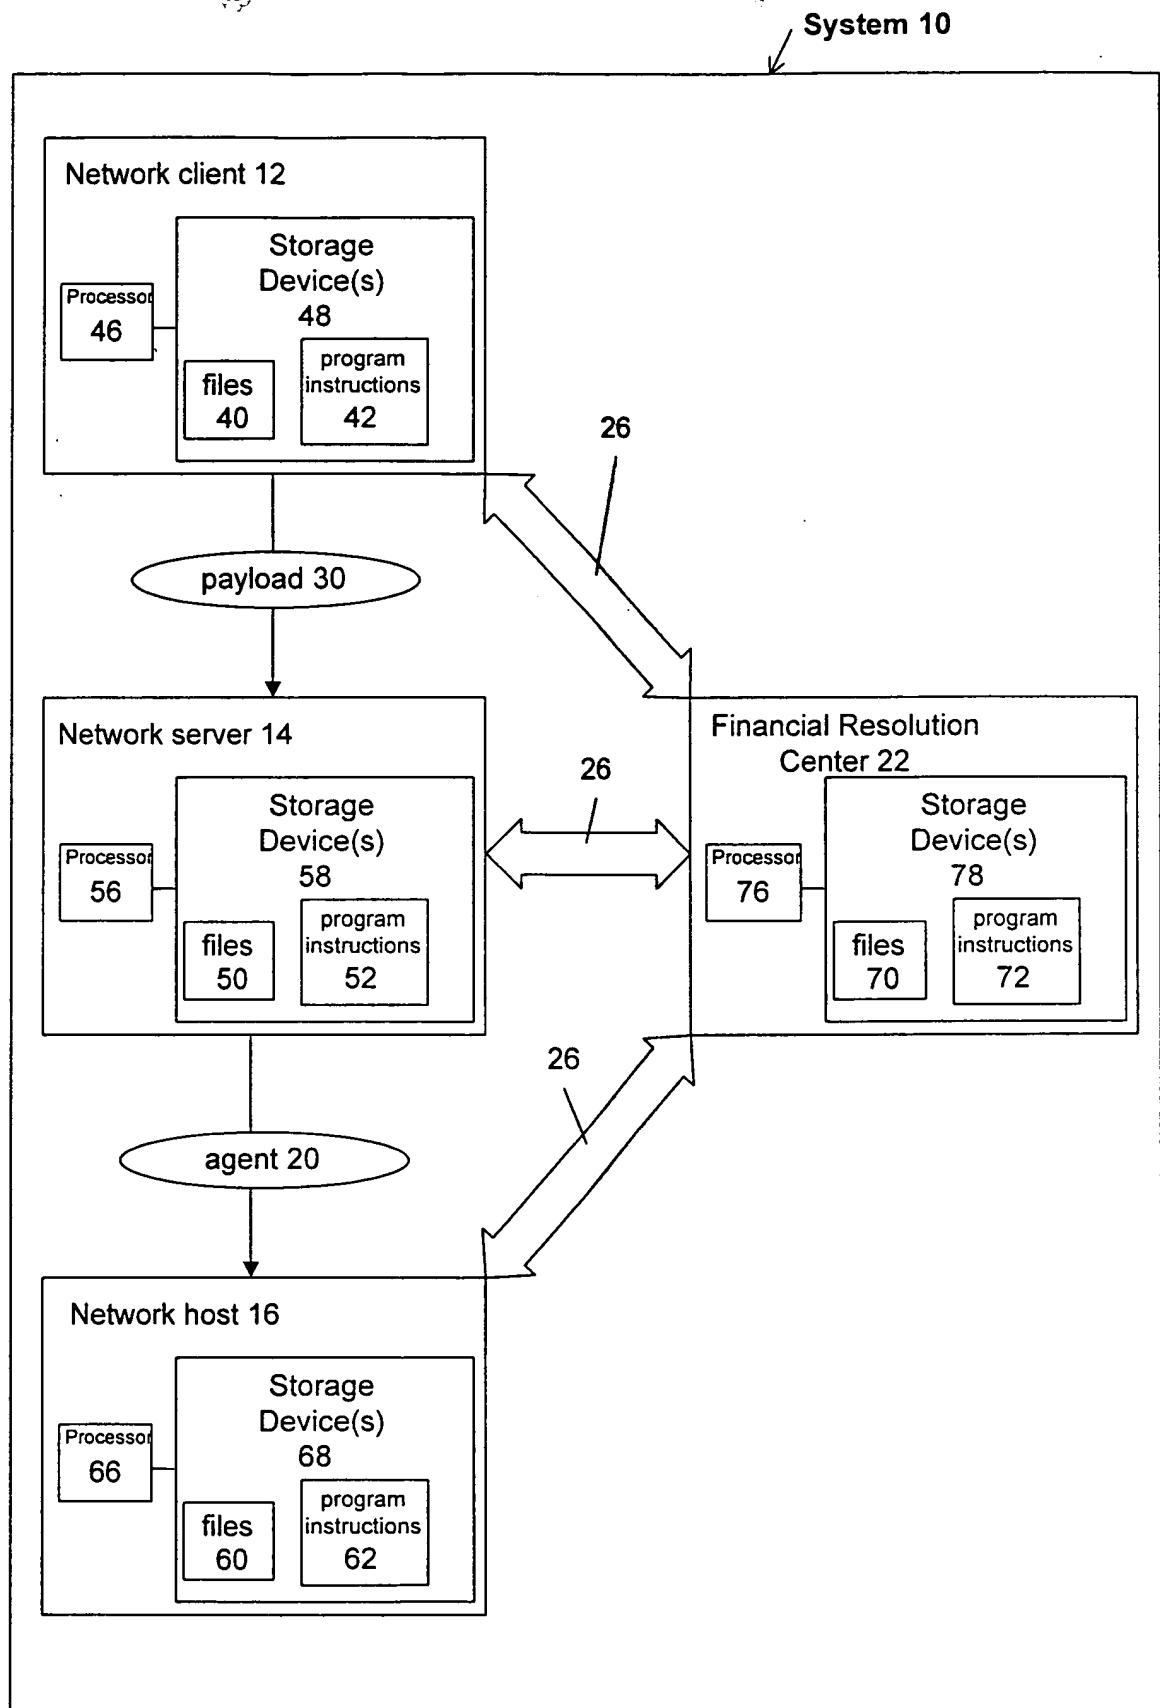 System 10
Network client 12
Storage
Device(s)
48
Processor
46
files
40
program
instructions
42
26
payload 30
Network server 14
Storage
Device(s)
58
Processor
56
files
50
program
instructions
52
26
Financial Resolution
Center 22
Storage
Device(s)
78
Processor
76
files
70
program
instructions
72
26
agent 20
Network host 16
Storage
Device(s)
68
Processor
66
files
60
program
instructions
62